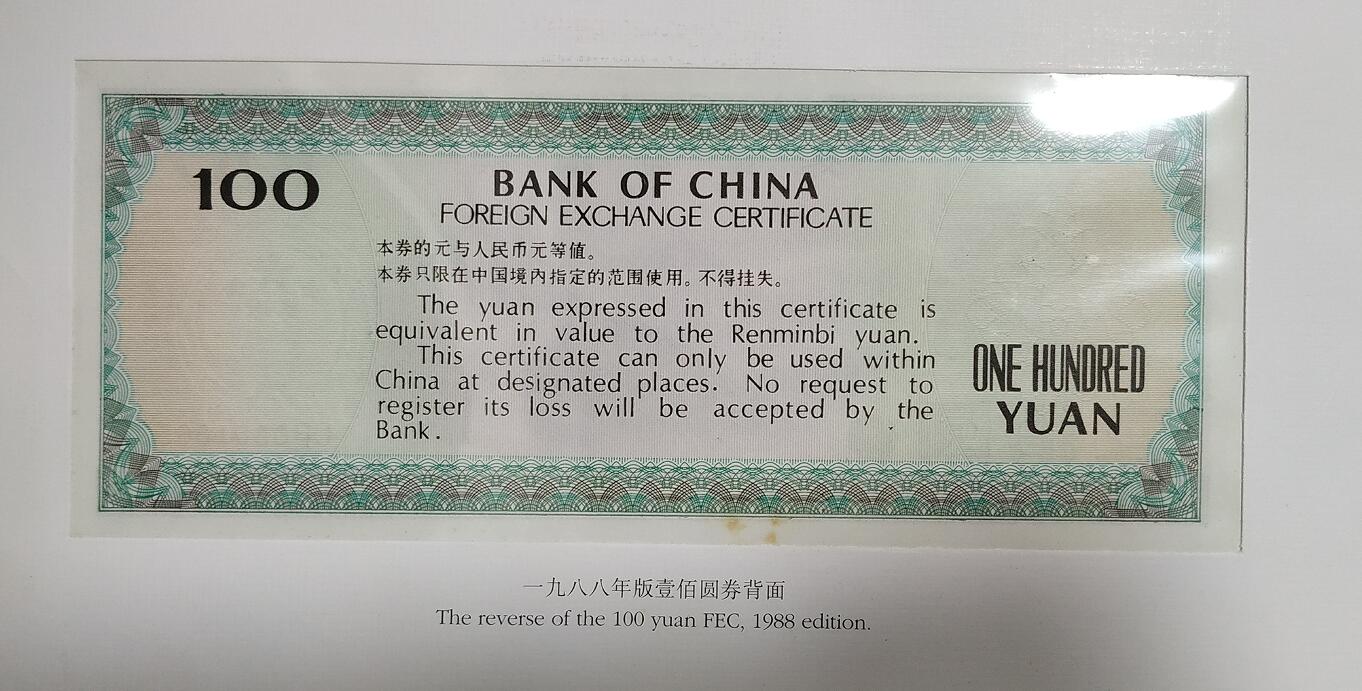 100
BANK OF CHINA
FOREIGN EXCHANGE CERTIFICATE
本券的元与人民币元等值。
本券只限在中国境内指定的范围使用。不得挂失。
The yuan expressed in this certificate is
equivalent in value to the Renminbi yuan.
This certificate can only be used within
China at designated places. No request to
register its loss will be accepted by the
Bank.
ONE HUNDRED
YUAN
一九八八年版壹佰圆券背面
The reverse of the 100 yuan FEC, 1988 edition.